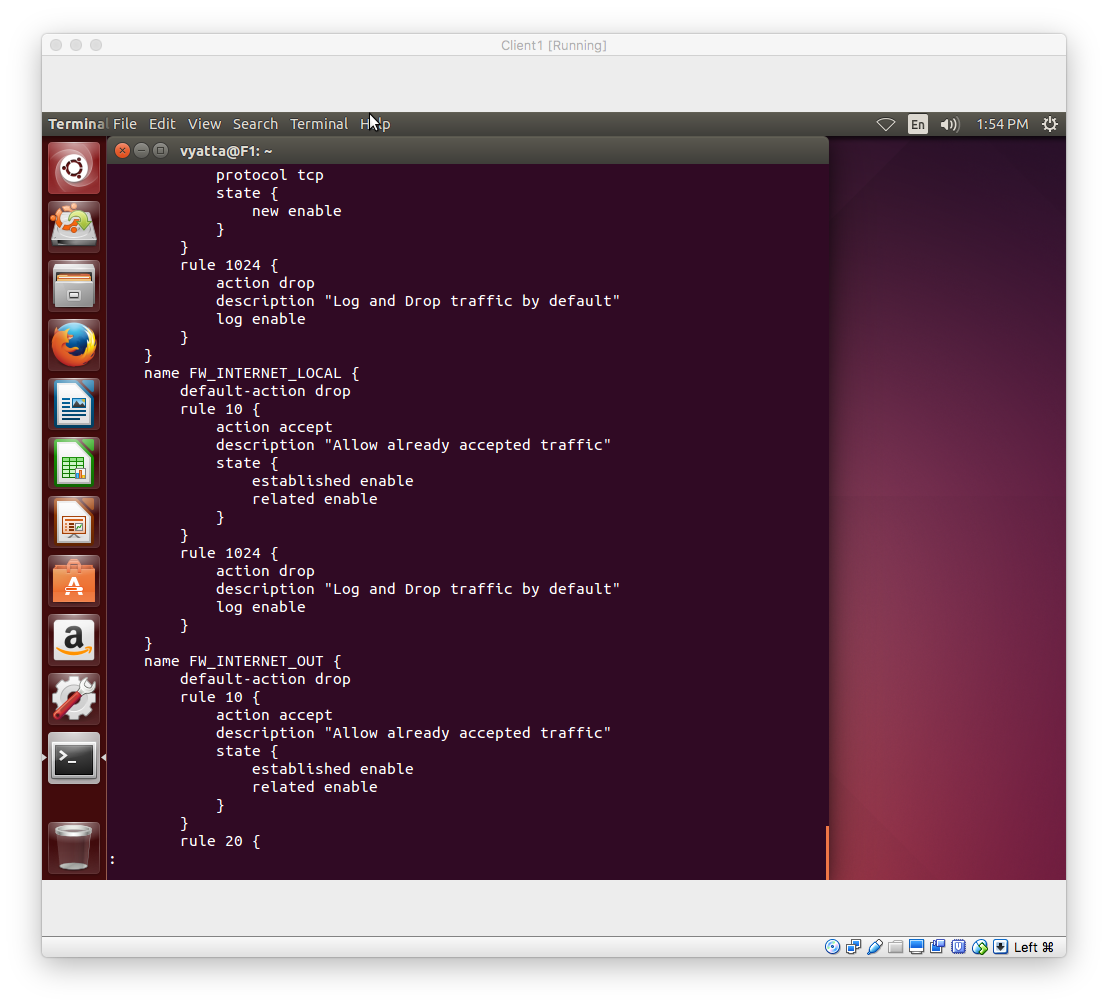 Client1 [Running]
Terminal File Edit View Search Terminal Help En 1:54 PM
vyatta@F1: ~
protocol tcp
state {
new enable
}
}
rule 1024 {
action drop
description "Log and Drop traffic by default"
log enable
}
}
name FW_INTERNET_LOCAL {
default-action drop
rule 10 {
action accept
description "Allow already accepted traffic"
state {
established enable
related enable
}
}
rule 1024 {
action drop
description "Log and Drop traffic by default"
log enable
}
}
name FW_INTERNET_OUT {
default-action drop
rule 10 {
action accept
description "Allow already accepted traffic"
state {
established enable
related enable
}
}
rule 20 {
:
Left ⌘